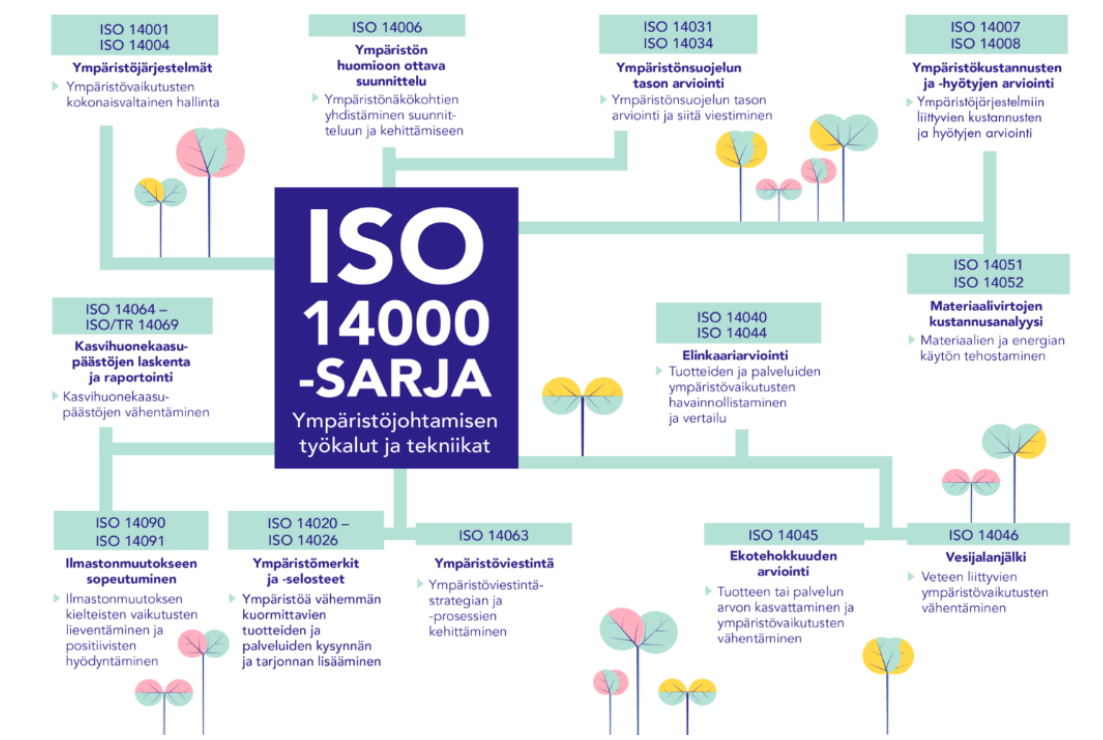 ISO 14001
ISO 14004
Ympäristöjärjestelmät
Ympäristövaikutusten
kokonaisvaltainen hallinta
ISO 14006
Ympäristön
huomioon ottava
suunnittelu
Ympäristönäkökohtien
yhdistäminen suunnit-
teluun ja kehittämiseen
ISO 14031
ISO 14034
Ympäristönsuojelun
tason arviointi
Ympäristönsuojelun tason
arviointi ja siitä viestiminen
ISO 14007
ISO 14008
Ympäristökustannusten
ja -hyötyjen arviointi
Ympäristöjärjestelmiin
liittyvien kustannusten
ja hyötyjen arviointi
ISO
14000
-SARJA
Ympäristöjohtamisen
työkalut ja tekniikat
ISO 14051
ISO 14052
Materiaalivirtojen
kustannusanalyysi
Materiaalien ja energian
käytön tehostaminen
ISO 14064 –
ISO/TR 14069
Kasvihuonekaasu-
päästöjen laskenta
ja raportointi
Kasvihuonekaasu-
päästöjen vähentäminen
ISO 14040
ISO 14044
Elinkaariarviointi
Tuotteiden ja palveluiden
ympäristövaikutusten
havainnollistaminen
ja vertailu
ISO 14090
ISO 14091
Ilmastonmuutokseen
sopeutuminen
Ilmastonmuutoksen
kielteisten vaikutusten
lieventäminen ja
positiivisten
hyödyntäminen
ISO 14020 –
ISO 14026
Ympäristömerkit
ja -selosteet
Ympäristöä vähemmän
kuormittavien
tuotteiden ja
palveluiden kysynnän
ja tarjonnan lisääminen
ISO 14063
Ympäristöviestintä
Ympäristöviestintä-
strategian ja
-prosessien
kehittäminen
ISO 14045
Ekotehokkuuden
arviointi
Tuotteen tai palvelun
arvon kasvattaminen ja
ympäristövaikutusten
vähentäminen
ISO 14046
Vesijalanjälki
Veteen liittyvien
ympäristövaikutusten
vähentäminen